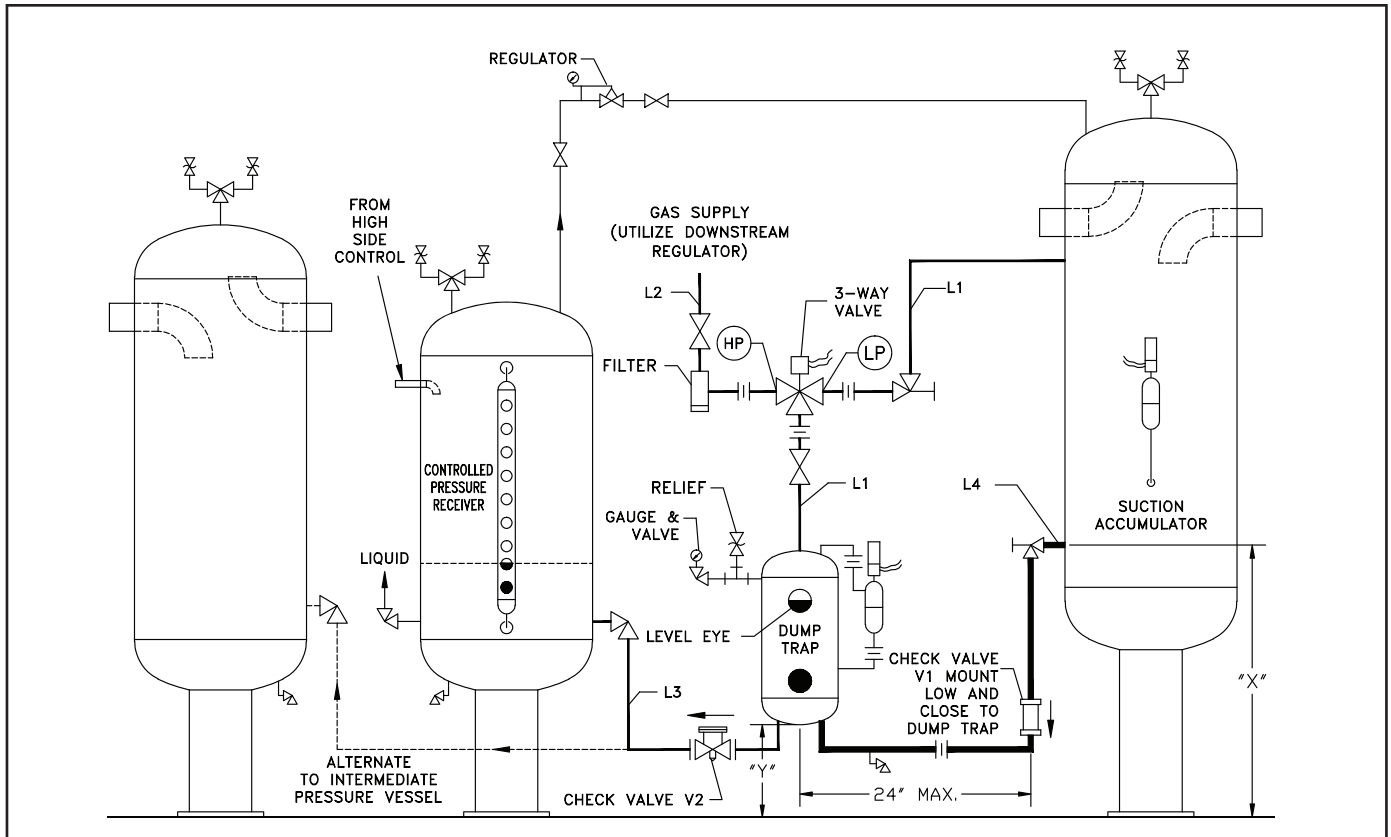 REGULATOR
FROM
HIGH
SIDE
CONTROL
GAS SUPPLY
(UTILIZE DOWNSTREAM
REGULATOR)
L2
3-WAY
VALVE
L1
HP
LP
FILTER
CONTROLLED
PRESSURE
RECEIVER
RELIEF
L1
L4
GAUGE &
VALVE
SUCTION
ACCUMULATOR
LIQUID
LEVEL EYE
DUMP
TRAP
CHECK VALVE
V1 MOUNT
LOW AND
CLOSE TO
DUMP TRAP
"X"
L3
ALTERNATE
TO INTERMEDIATE
PRESSURE VESSEL
CHECK VALVE V2
"Y"
24" MAX.